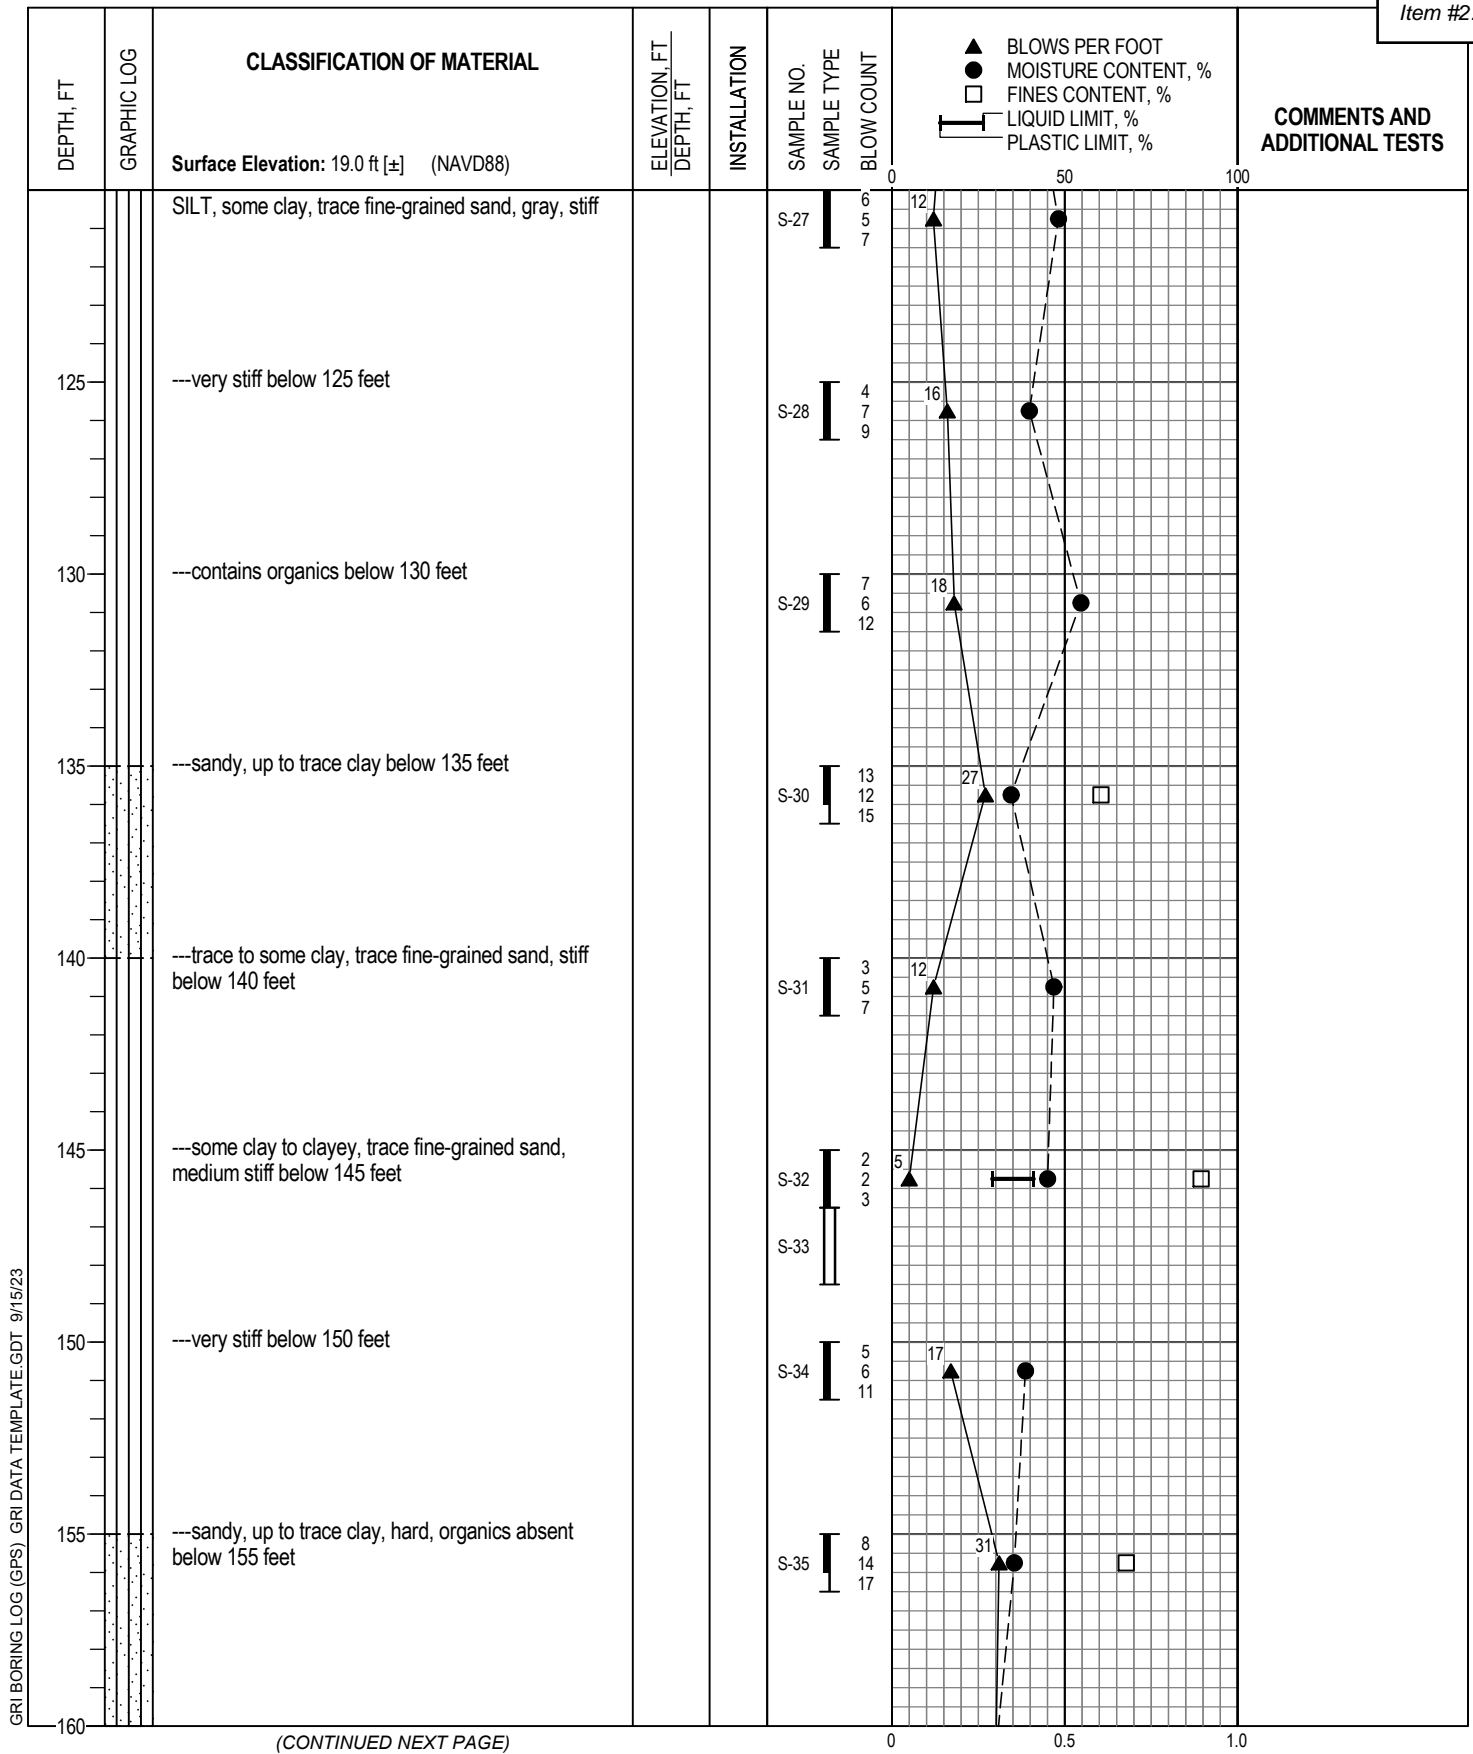 Item #2
DEPTH, FT
GRAPHIC LOG
CLASSIFICATION OF MATERIAL
Surface Elevation: 19.0 ft [±] (NAVD88)
ELEVATION, FT
DEPTH, FT
INSTALLATION
SAMPLE NO.
SAMPLE TYPE
BLOW COUNT
BLOWS PER FOOT
MOISTURE CONTENT, %
FINES CONTENT, %
LIQUID LIMIT, %
PLASTIC LIMIT, %
0 50 100
COMMENTS AND
ADDITIONAL TESTS
SILT, some clay, trace fine-grained sand, gray, stiff
S-27
6
5
7
12
125
---very stiff below 125 feet
S-28
4
7
9
16
130
---contains organics below 130 feet
S-29
7
6
12
18
135
---sandy, up to trace clay below 135 feet
S-30
13
12
15
27
140
---trace to some clay, trace fine-grained sand, stiff
below 140 feet
S-31
3
5
7
12
145
---some clay to clayey, trace fine-grained sand,
medium stiff below 145 feet
S-32
2
2
3
5
S-33
150
---very stiff below 150 feet
S-34
5
6
11
17
155
---sandy, up to trace clay, hard, organics absent
below 155 feet
S-35
8
14
17
31
160
(CONTINUED NEXT PAGE)
0 0.5 1.0
GRI BORING LOG (GPS) GRI DATA TEMPLATE.GDT 9/15/23